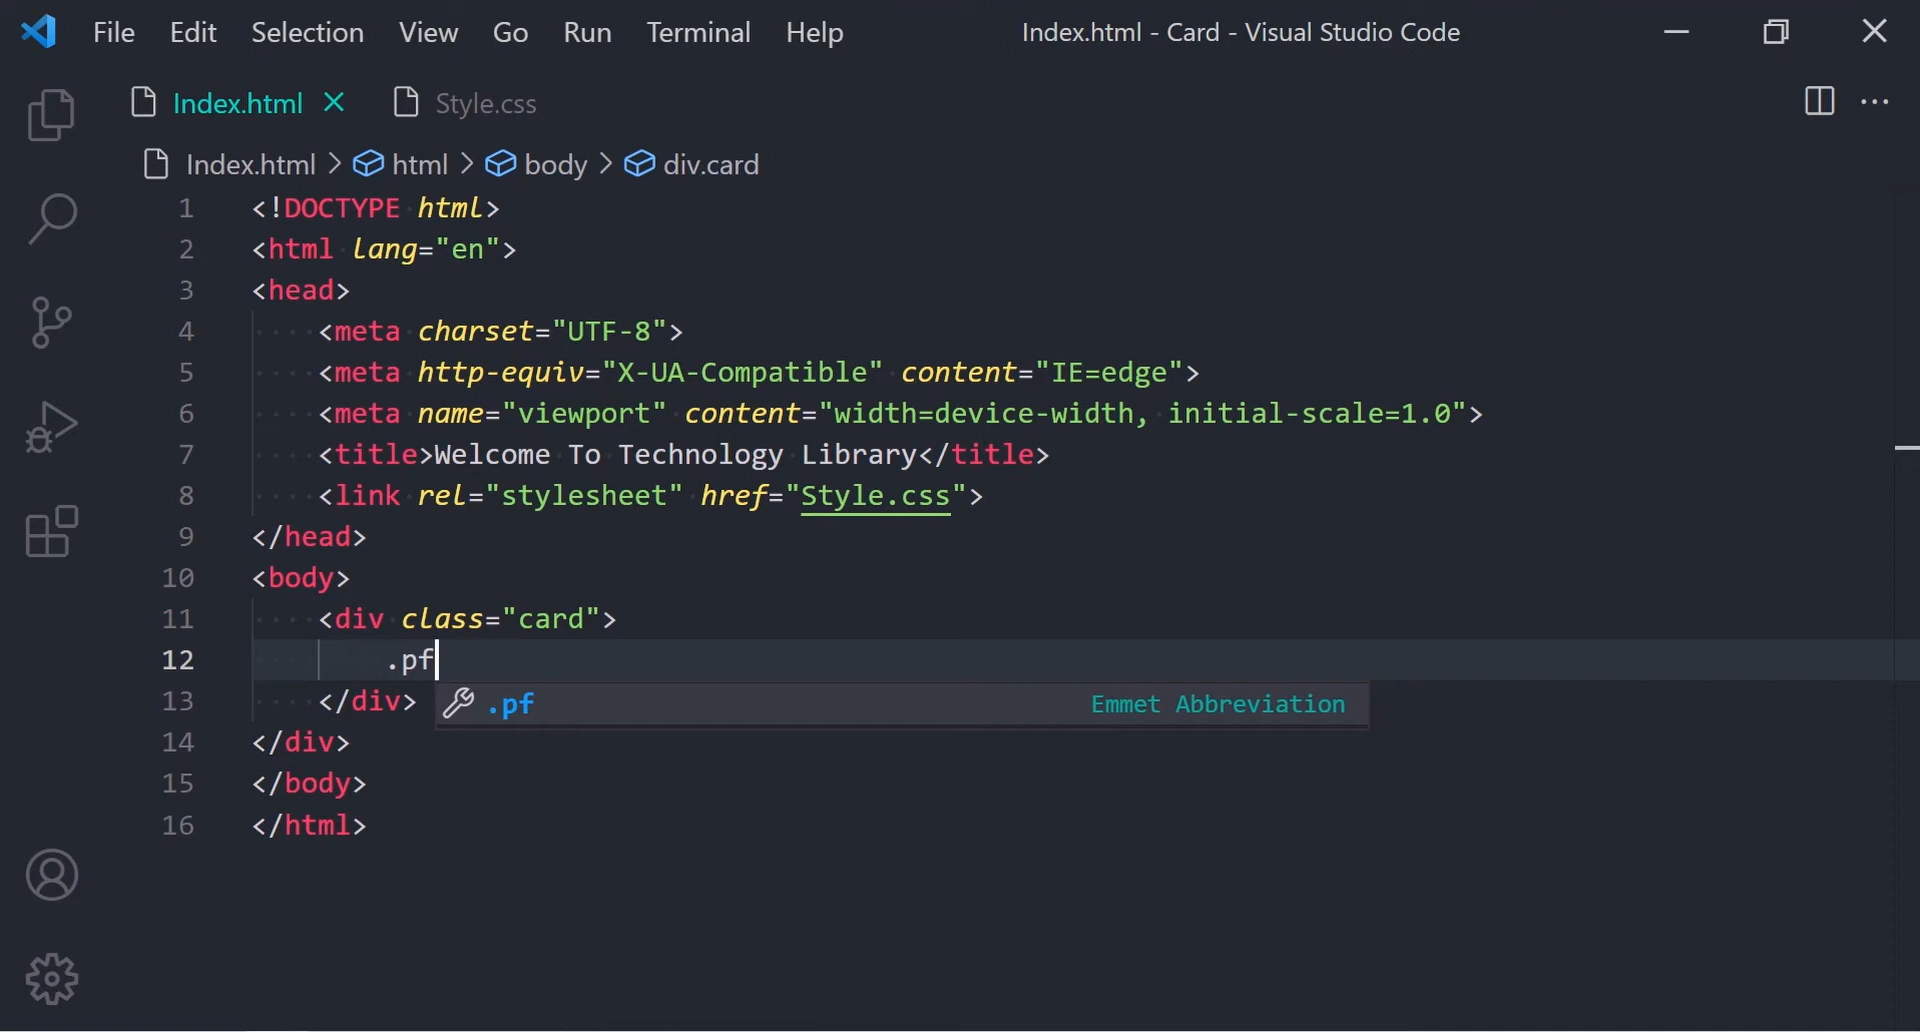 File Edit Selection View Go Run Terminal Help Index.html - Card - Visual Studio Code
Index.html Style.css
Index.html > html > body > div.card
1 <!DOCTYPE html>
2 <html lang="en">
3 <head>
4 <meta charset="UTF-8">
5 <meta http-equiv="X-UA-Compatible" content="IE=edge">
6 <meta name="viewport" content="width=device-width, initial-scale=1.0">
7 <title>Welcome To Technology Library</title>
8 <link rel="stylesheet" href="Style.css">
9 </head>
10 <body>
11 <div class="card">
12 .pf
13 </div> .pf Emmet Abbreviation
14 </div>
15 </body>
16 </html>